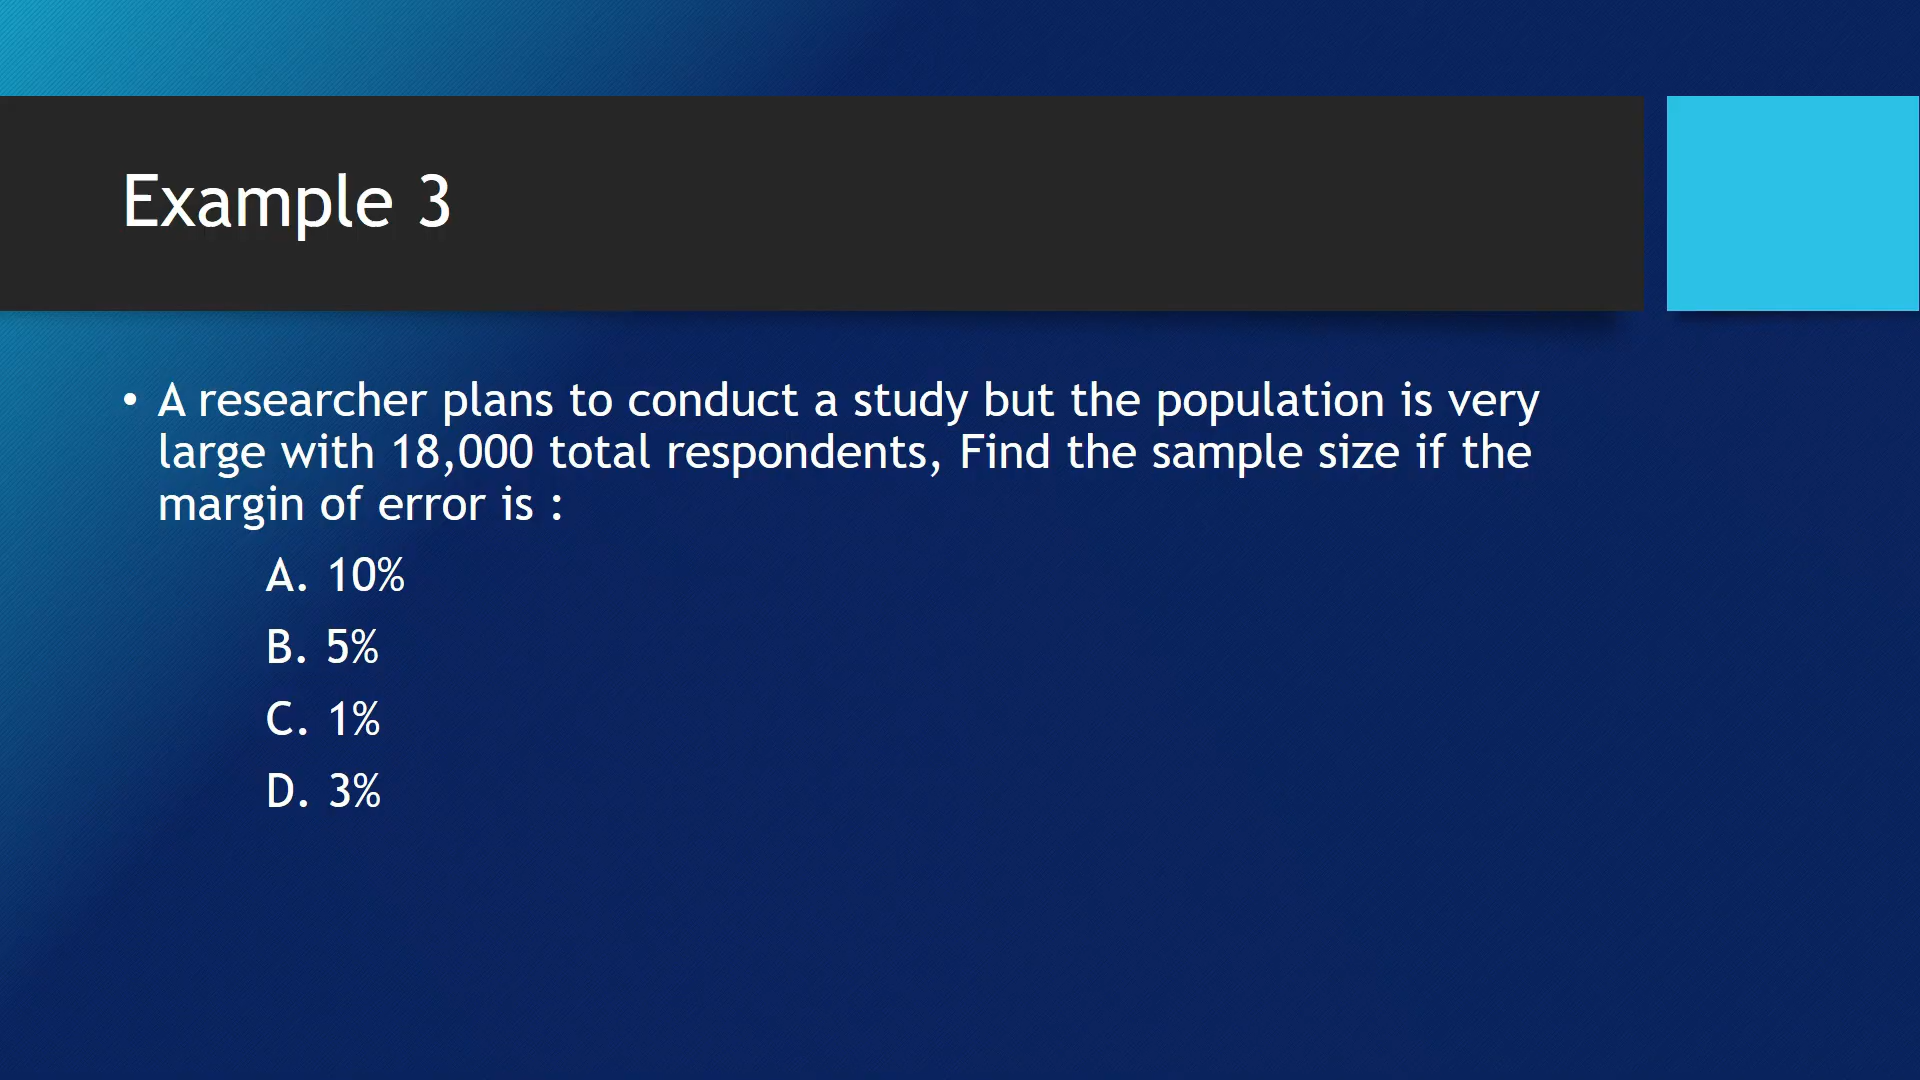 Example 3
• A researcher plans to conduct a study but the population is very
large with 18,000 total respondents, Find the sample size if the
margin of error is :
A. 10%
B. 5%
C. 1%
D. 3%